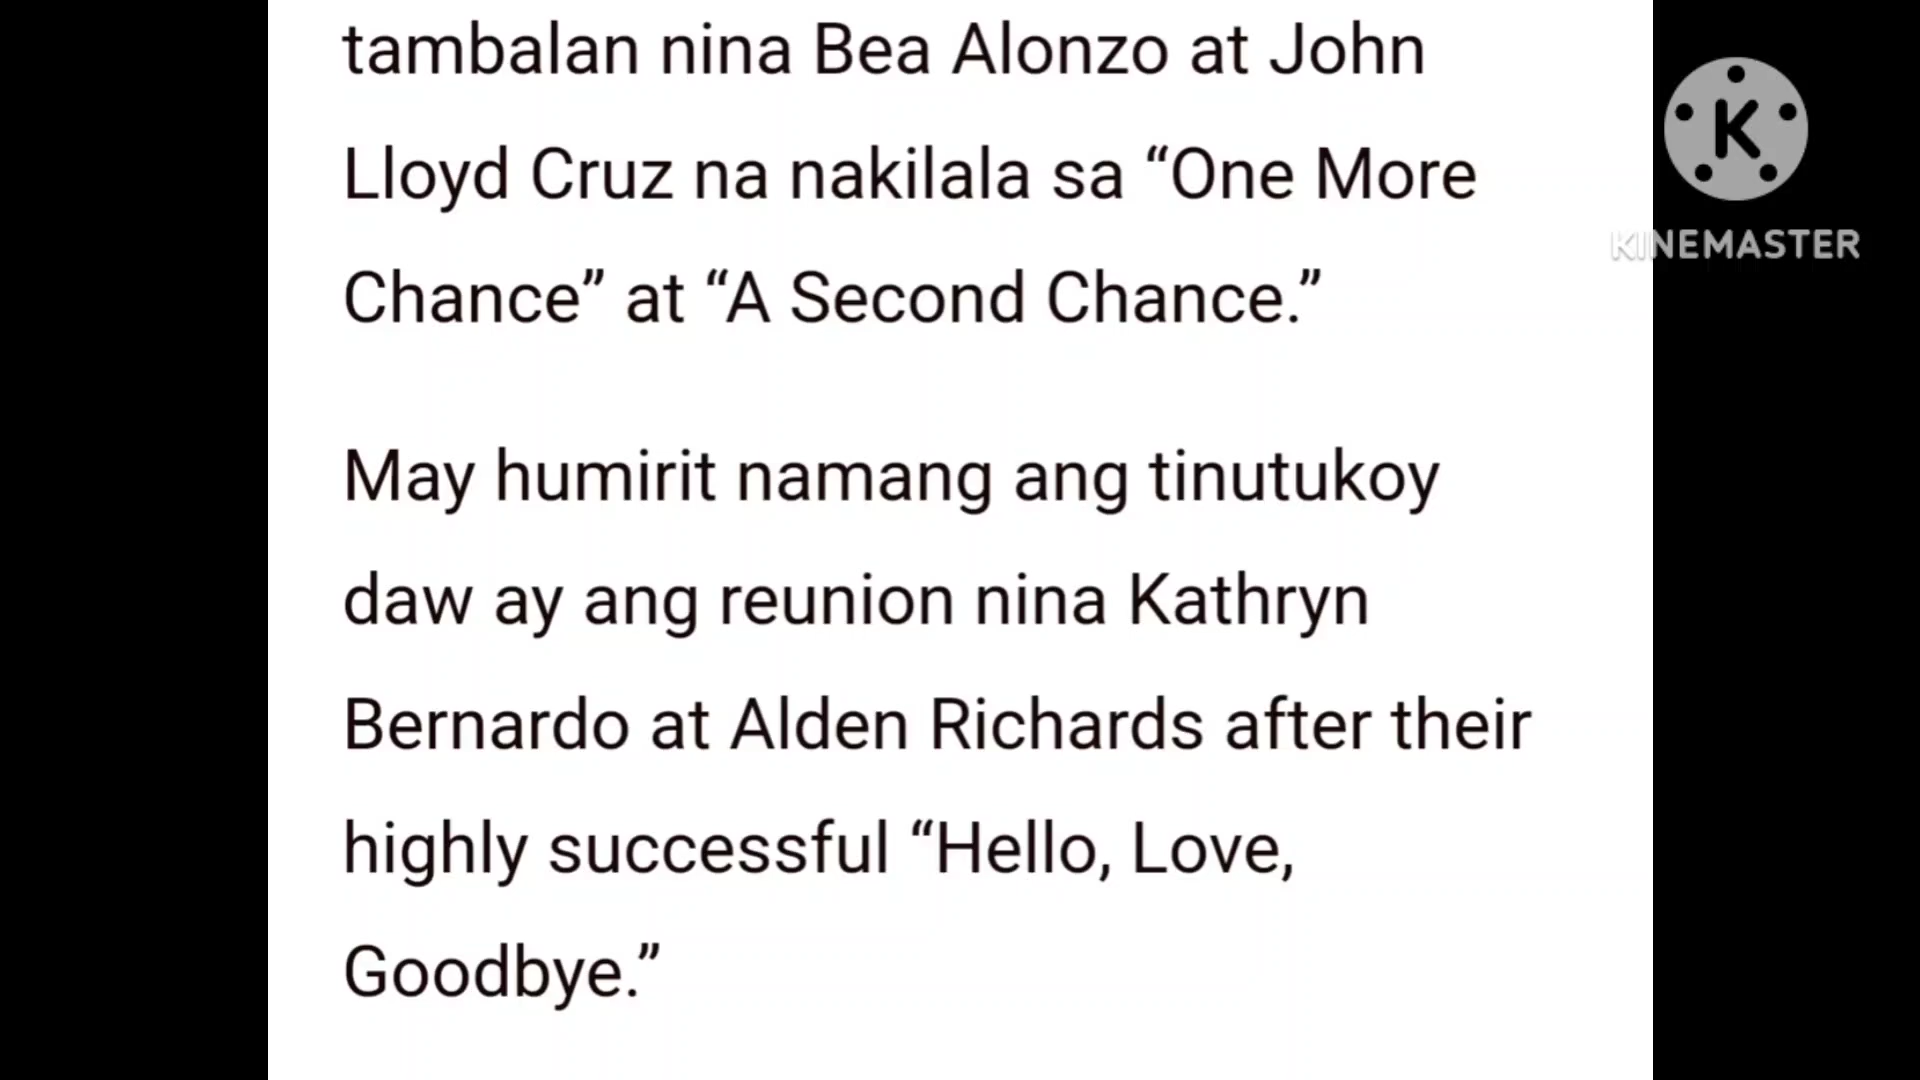 tambalan nina Bea Alonzo at John
Lloyd Cruz na nakilala sa “One More
Chance” at “A Second Chance.”
May humirit namang ang tinutukoy
daw ay ang reunion nina Kathryn
Bernardo at Alden Richards after their
highly successful “Hello, Love,
Goodbye.”
K
KINEMASTER